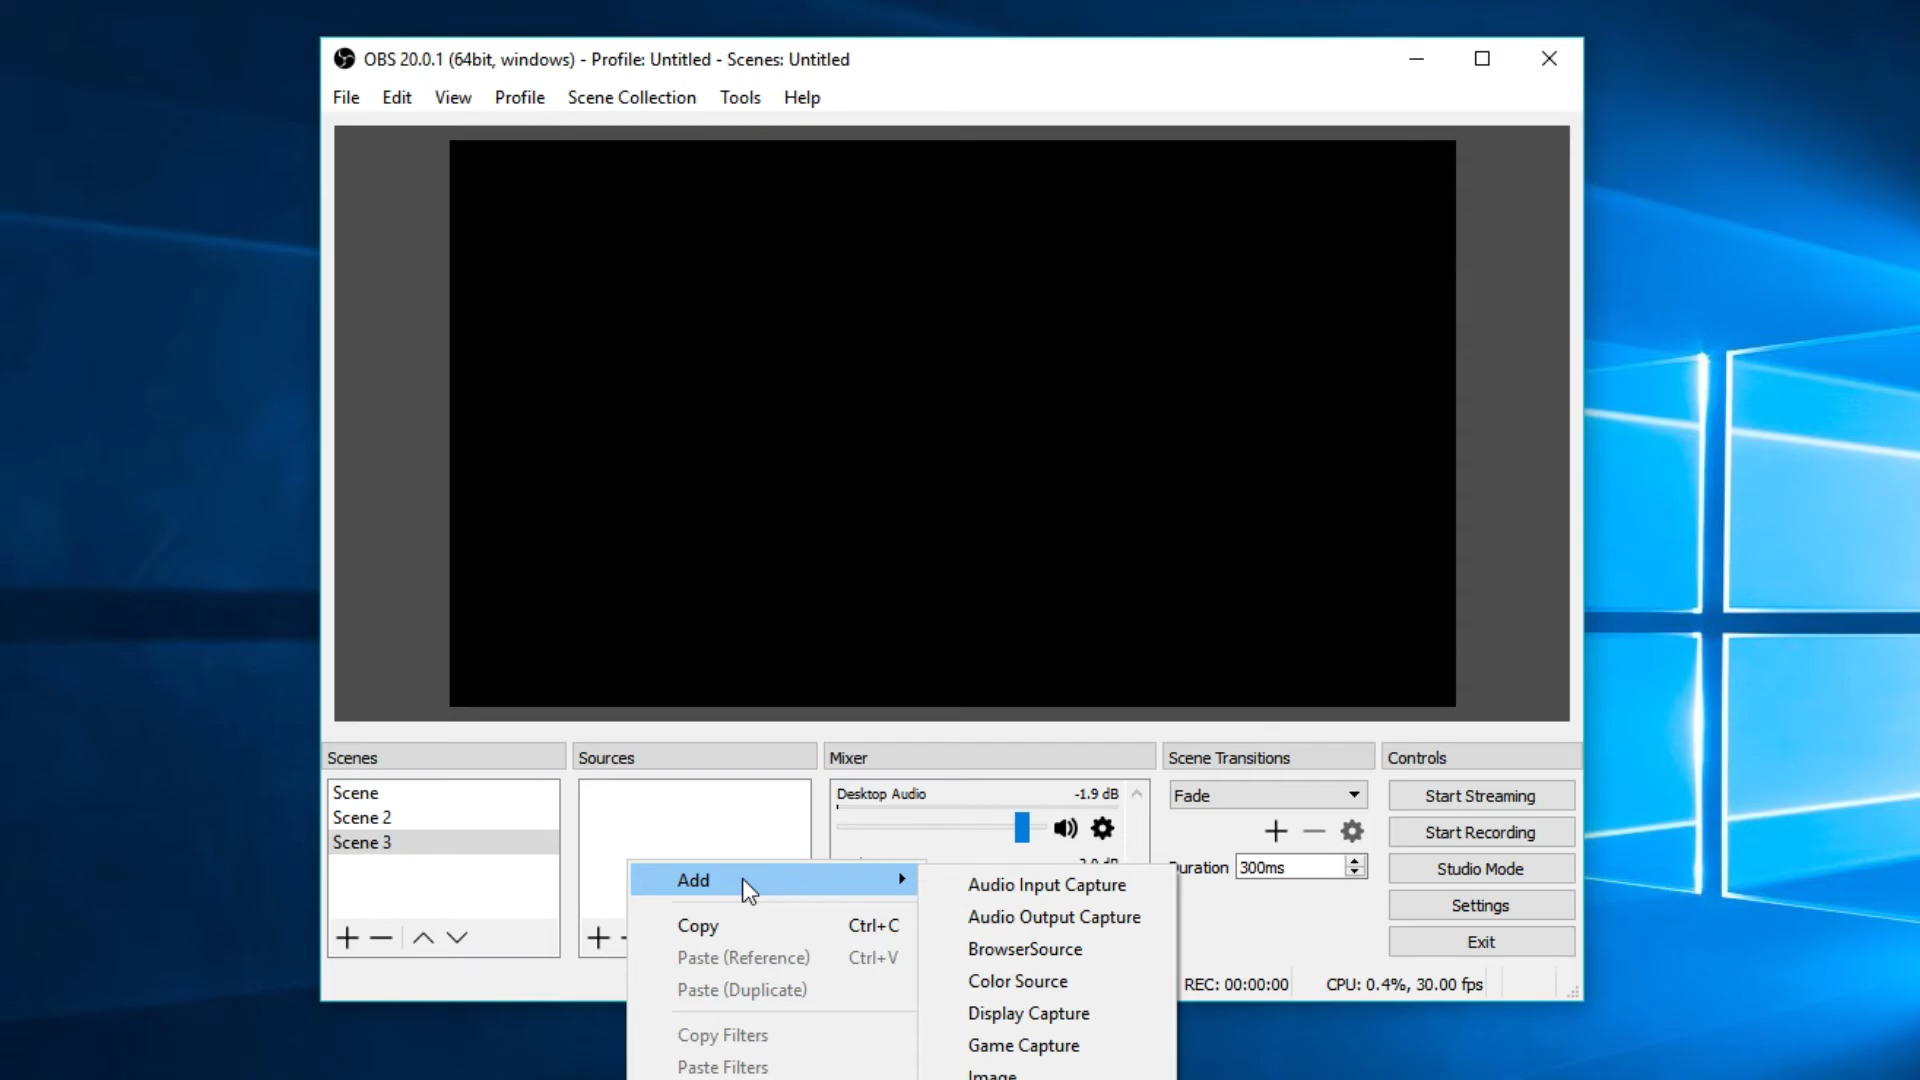 OBS 20.0.1 (64bit, windows) - Profile: Untitled - Scenes: Untitled
File Edit View Profile Scene Collection Tools Help
Scenes
Scene
Scene 2
Scene 3
Sources
Mixer
Desktop Audio -1.9 dB
Scene Transitions
Fade
Duration 300ms
Controls
Start Streaming
Start Recording
Studio Mode
Settings
Exit
Add
Copy Ctrl+C
Paste (Reference) Ctrl+V
Paste (Duplicate)
Copy Filters
Paste Filters
Audio Input Capture
Audio Output Capture
BrowserSource
Color Source
Display Capture
Game Capture
Image
REC: 00:00:00 CPU: 0.4%, 30.00 fps